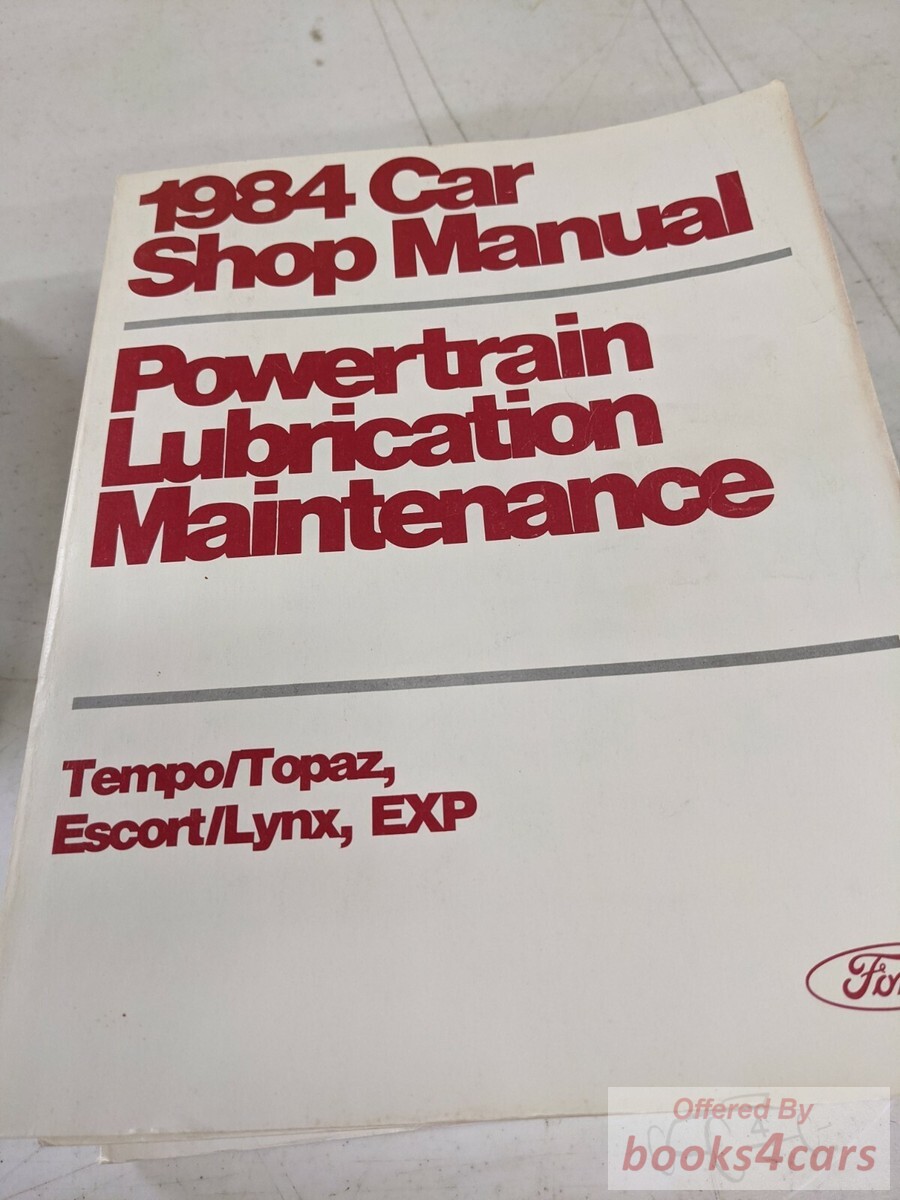 1984 Car
Shop Manual
Powertrain
Lubrication
Maintenance
Tempo/Topaz,
Escort/Lynx, EXP
Offered By
books4cars